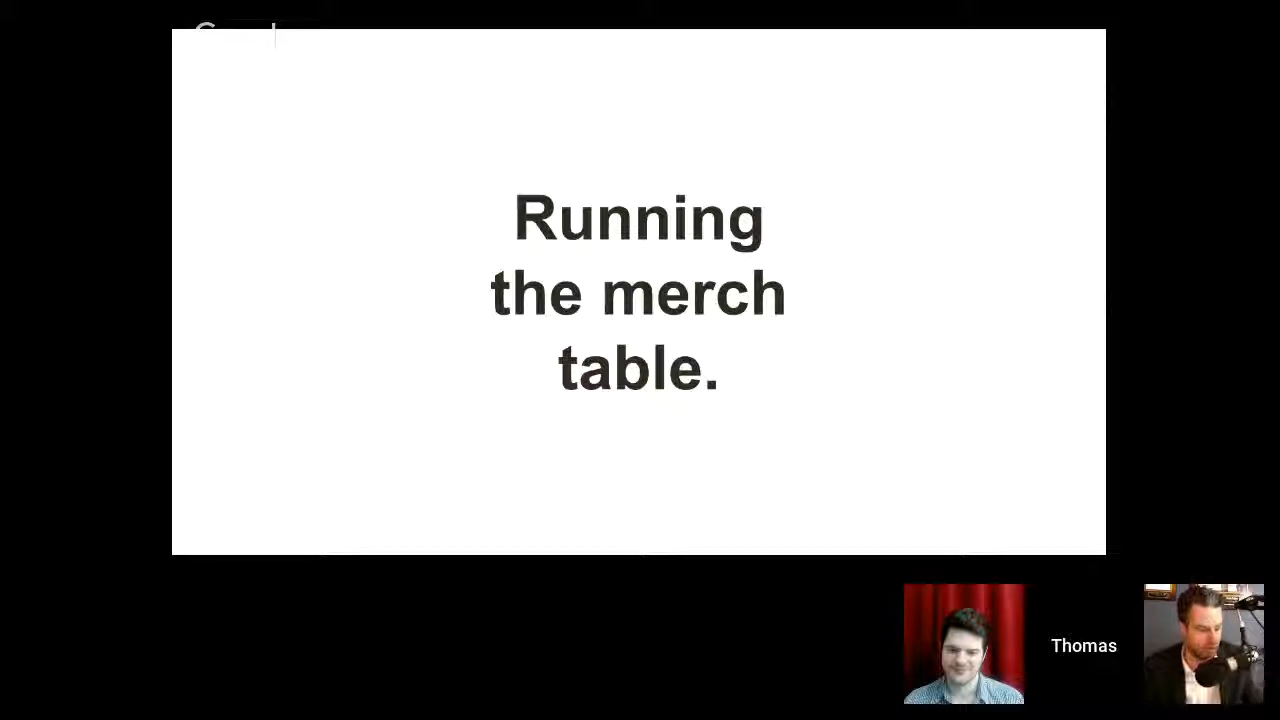 Running
the merch
table.
Thomas